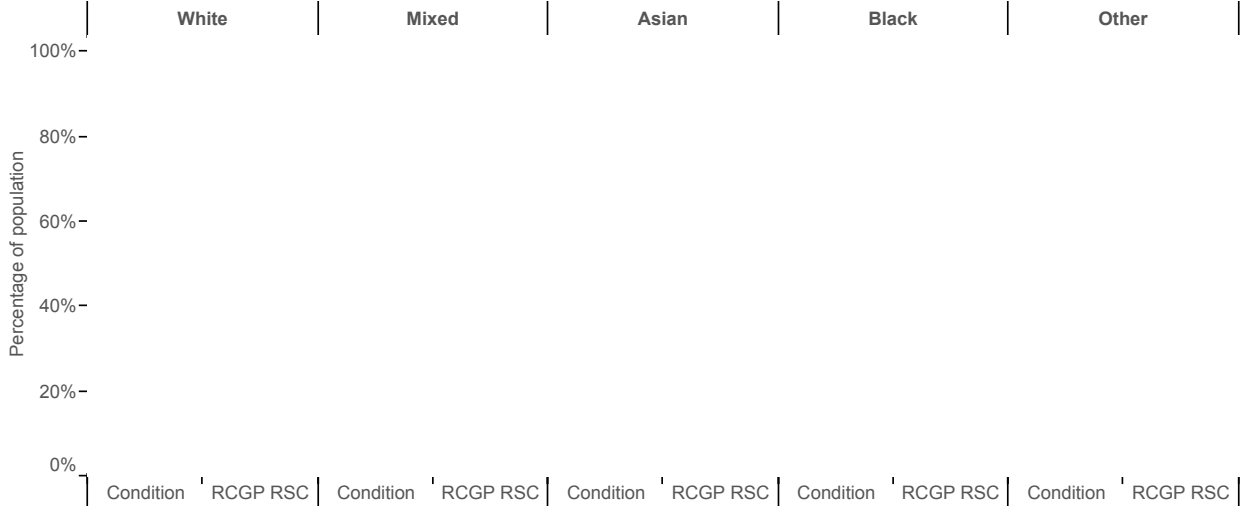 White Mixed Asian Black Other
100%
80%
60%
40%
20%
0%
Percentage of population
Condition RCGP RSC Condition RCGP RSC Condition RCGP RSC Condition RCGP RSC Condition RCGP RSC